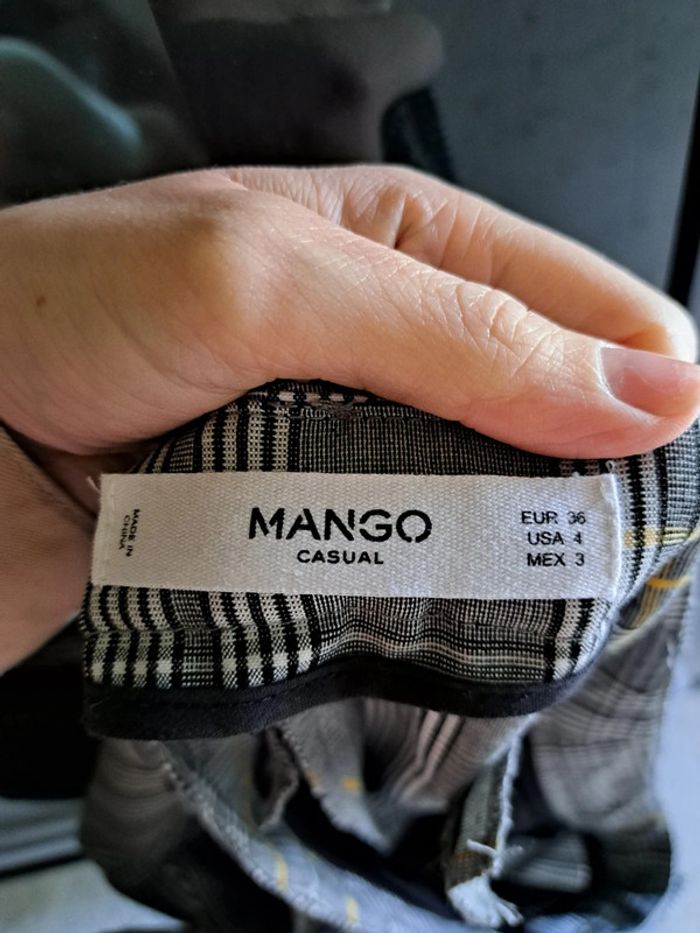 MADE IN
CHINA
MANGO
CASUAL
EUR 36
USA 4
MEX 3